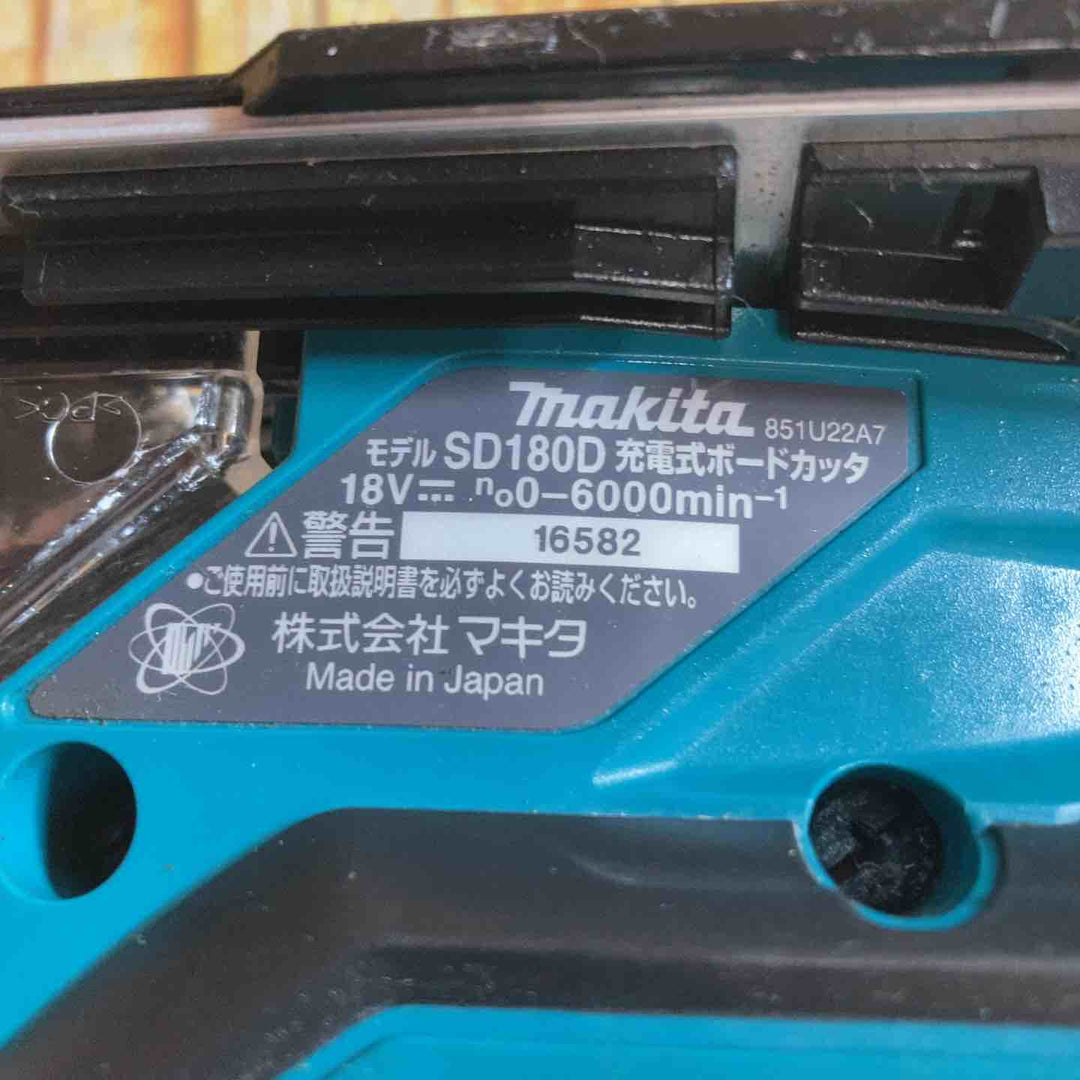 makita 851U22A7
モデル SD180D 充電式ボードカッタ
18V⎓ n₀0-6000min⁻¹
⚠警告 16582
●ご使用前に取扱説明書を必ずよくお読みください。
株式会社 マキタ
Made in Japan
>PC<